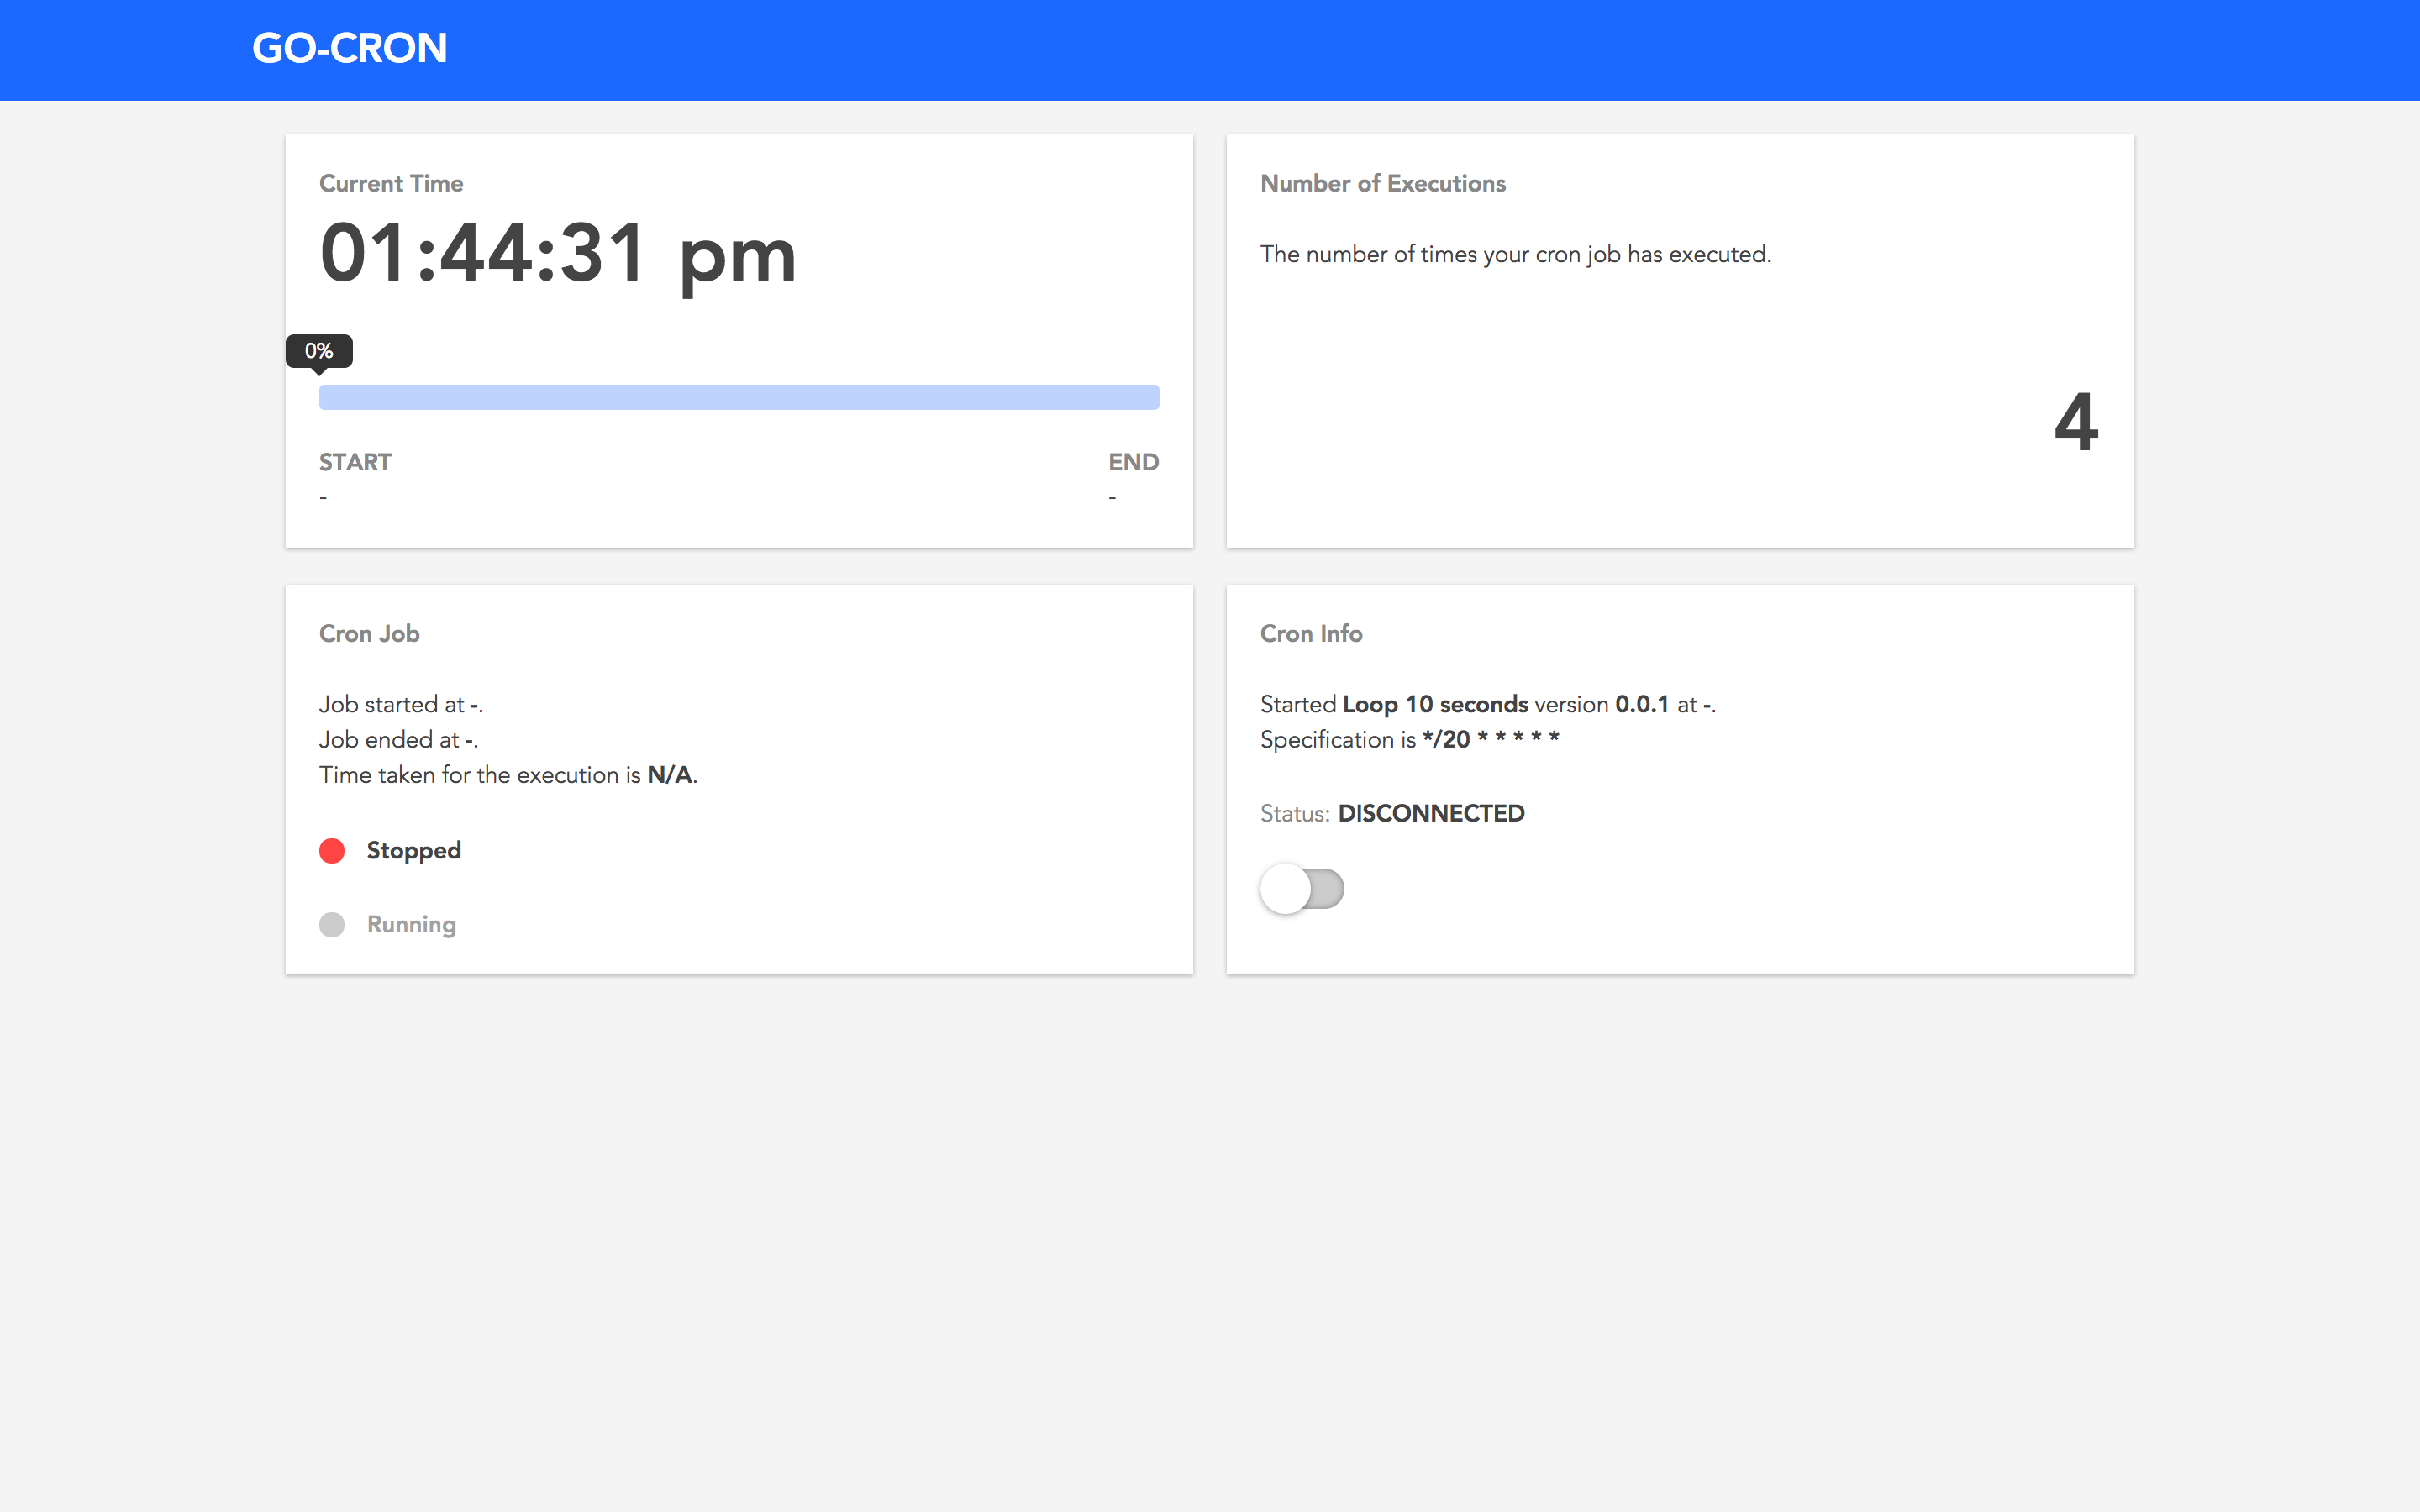 GO-CRON
Current Time
01:44:31 pm
0%
START
END
-
-
Number of Executions
The number of times your cron job has executed.
4
Cron Job
Job started at -.
Job ended at -.
Time taken for the execution is N/A.
Stopped
Running
Cron Info
Started Loop 10 seconds version 0.0.1 at -.
Specification is */20 * * * * *
Status: DISCONNECTED